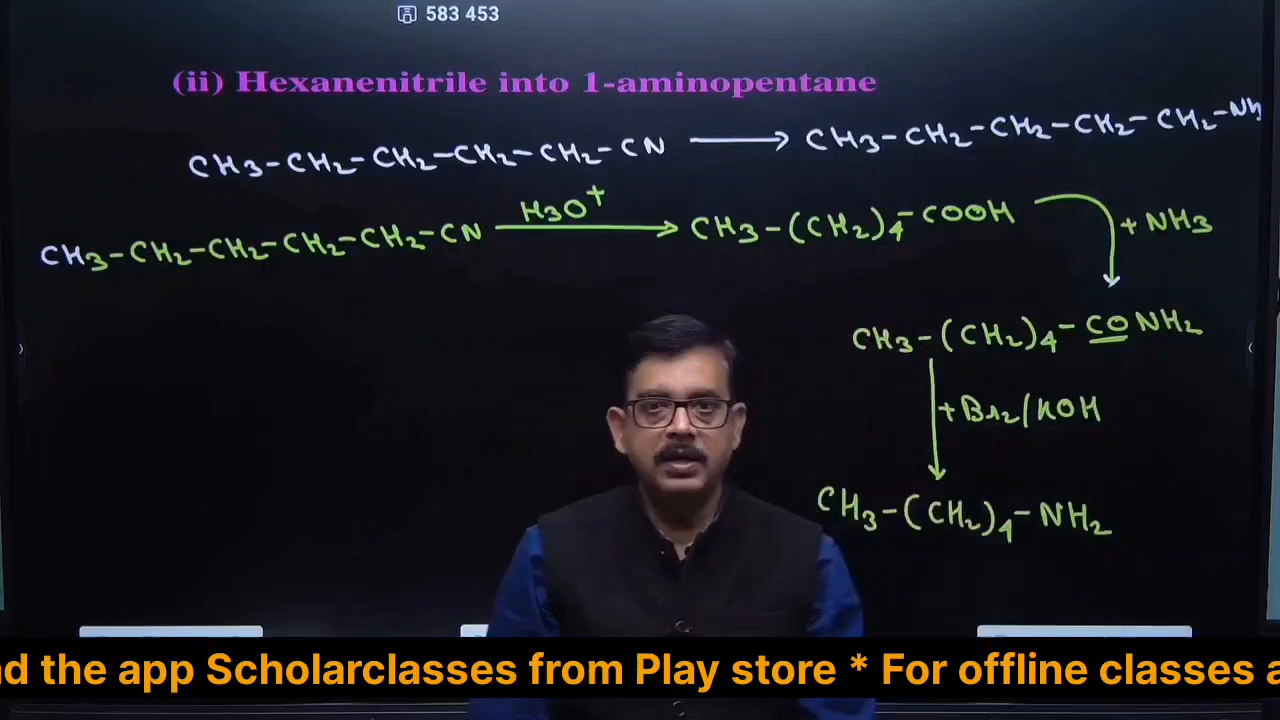 583 453
(ii) Hexanenitrile into 1-aminopentane
CH3-CH2-CH2-CH2-CH2-CN ⟶ CH3-CH2-CH2-CH2-CH2-NH
CH3-CH2-CH2-CH2-CH2-CN H3O+ ⟶ CH3-(CH2)4-COOH
+ NH3
CH3-(CH2)4-CONH2
+Br2/KOH
CH3-(CH2)4-NH2
d the app Scholarclasses from Play store * For offline classes a